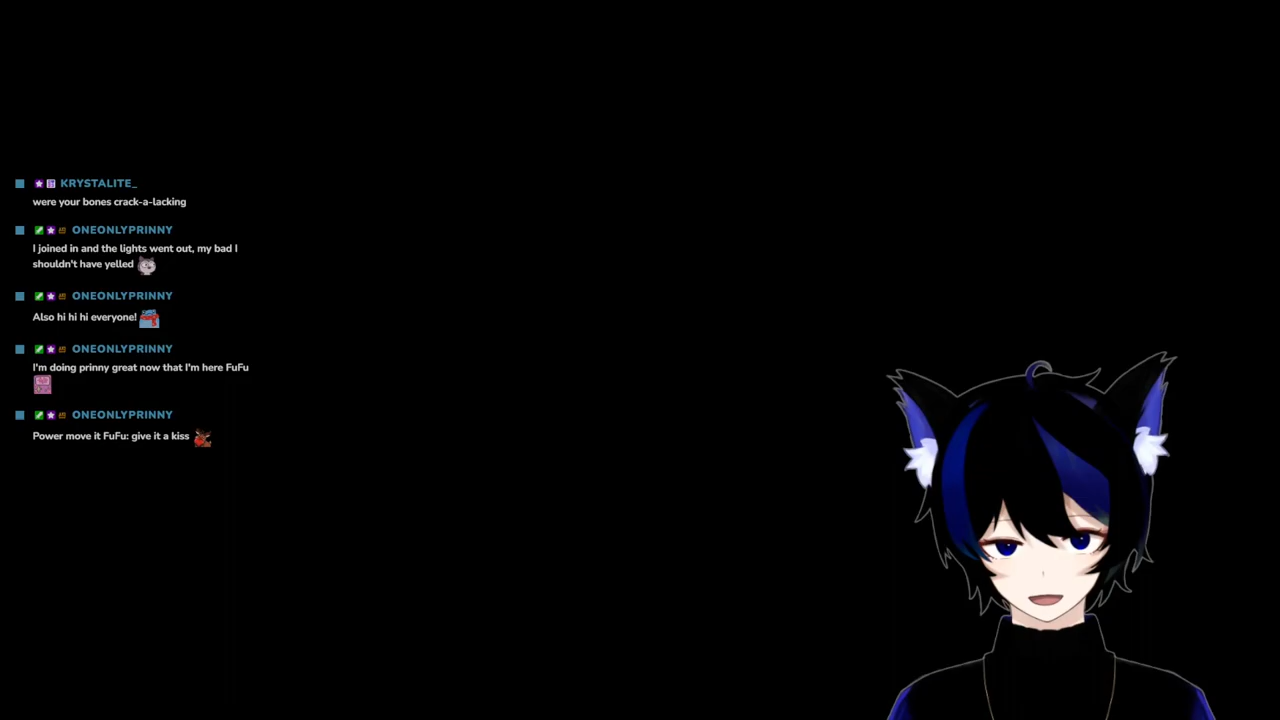 KRYSTALITE_
were your bones crack-a-lacking
ONEONLYPRINNY
I joined in and the lights went out, my bad I
shouldn't have yelled
ONEONLYPRINNY
Also hi hi hi everyone!
ONEONLYPRINNY
I'm doing prinny great now that I'm here FuFu
ONEONLYPRINNY
Power move it FuFu: give it a kiss